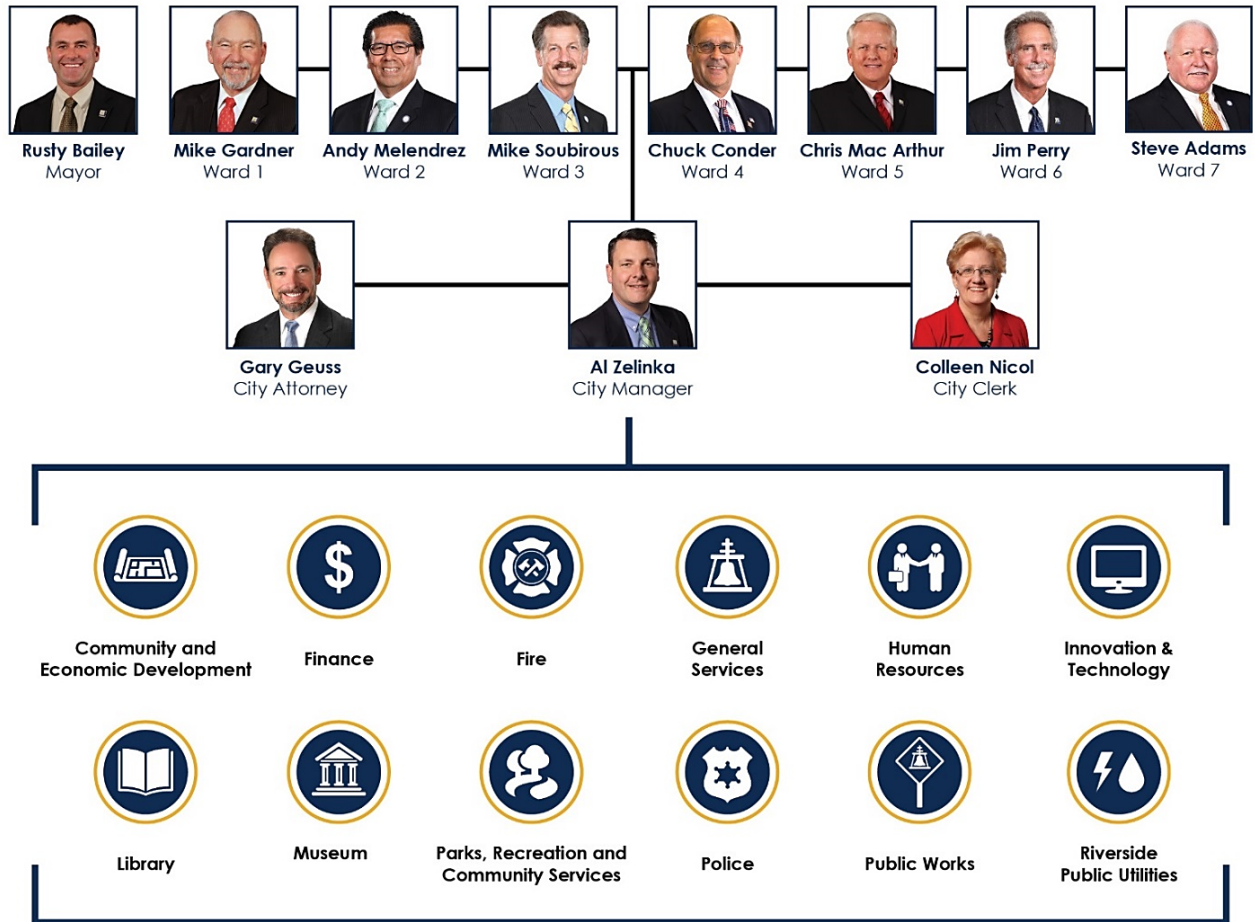 Rusty Bailey
Mayor
Mike Gardner
Ward 1
Andy Melendrez
Ward 2
Mike Soubirous
Ward 3
Chuck Conder
Ward 4
Chris Mac Arthur
Ward 5
Jim Perry
Ward 6
Steve Adams
Ward 7
Gary Geuss
City Attorney
Al Zelinka
City Manager
Colleen Nicol
City Clerk
$
Community and
Economic Development
Finance
Fire
General
Services
Human
Resources
Innovation &
Technology
Library
Museum
Parks, Recreation and
Community Services
Police
Public Works
Riverside
Public Utilities